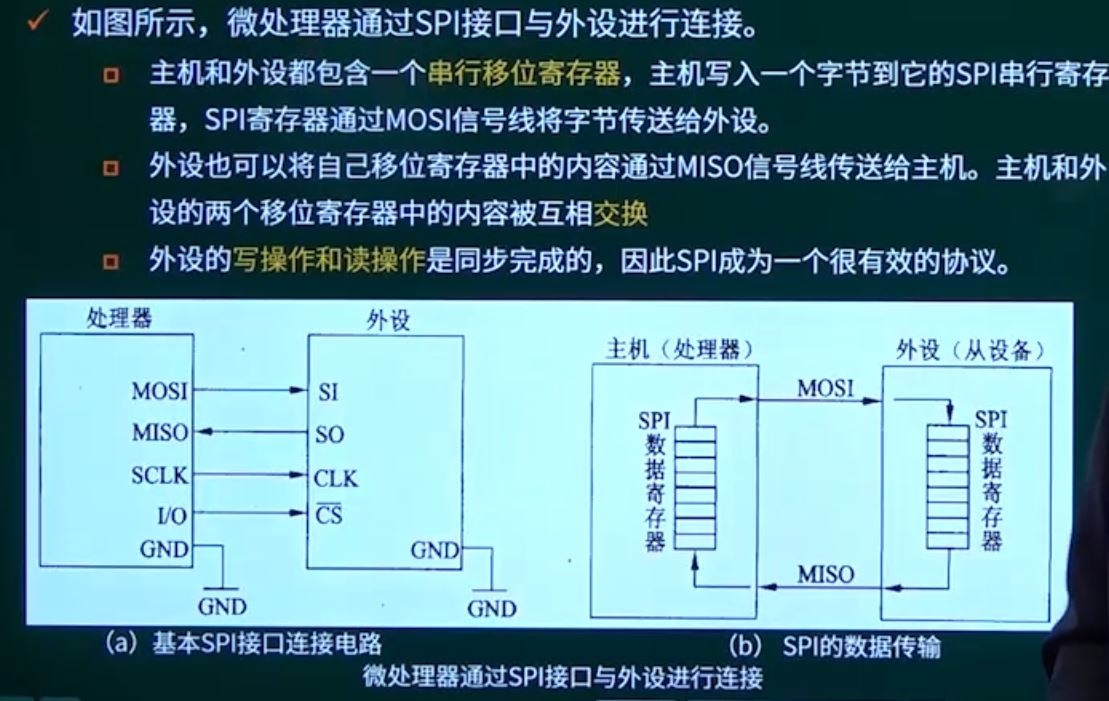 ✓ 如图所示，微处理器通过SPI接口与外设进行连接。
主机和外设都包含一个串行移位寄存器，主机写入一个字节到它的SPI串行寄存
器，SPI寄存器通过MOSI信号线将字节传送给外设。
外设也可以将自己移位寄存器中的内容通过MISO信号线传送给主机。主机和外
设的两个移位寄存器中的内容被互相交换
外设的写操作和读操作是同步完成的，因此SPI成为一个很有效的协议。
处理器
外设
MOSI
SI
MISO
SO
SCLK
CLK
I/O
CS
GND
GND
GND
GND
主机（处理器）
外设（从设备）
MOSI
SPI数据寄存器
SPI数据寄存器
MISO
（a）基本SPI接口连接电路
（b） SPI的数据传输
微处理器通过SPI接口与外设进行连接